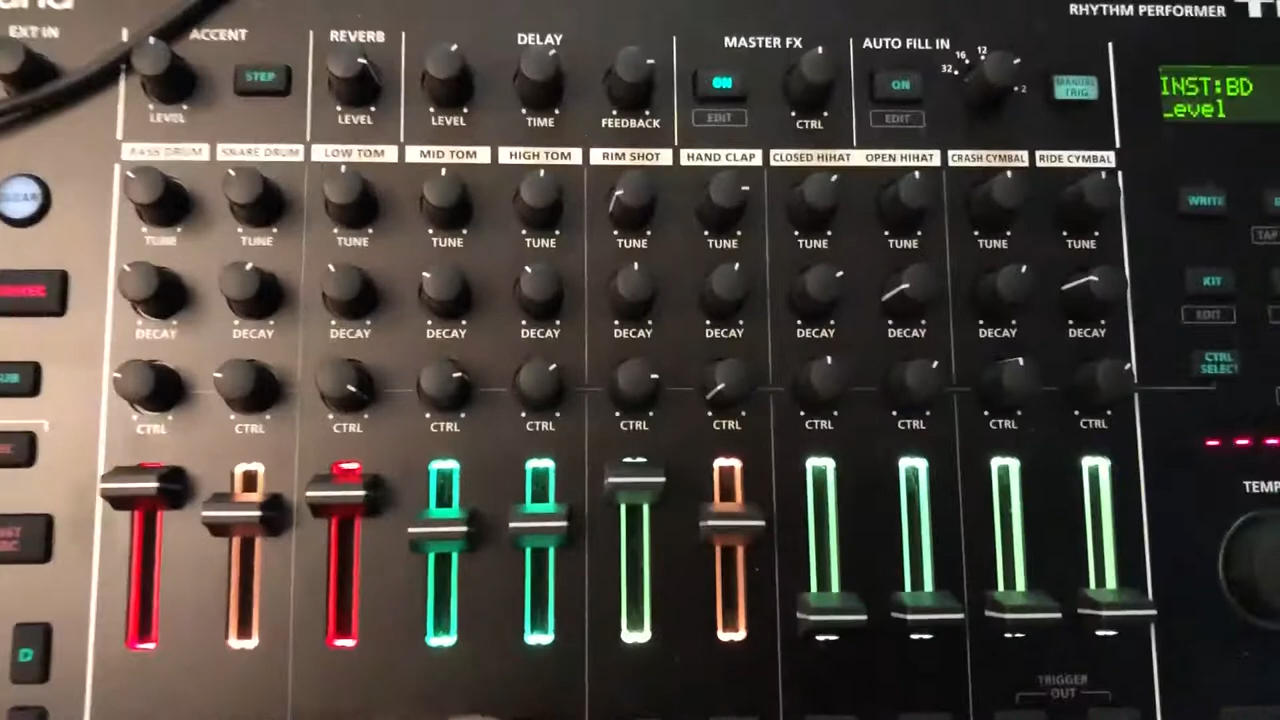 RHYTHM PERFORMER
EXT IN
ACCENT
REVERB
DELAY
MASTER FX
AUTO FILL IN
STEP
ON
ON
32
16
12
2
MANUAL
TRIG
LEVEL
LEVEL
LEVEL
TIME
FEEDBACK
EDIT
CTRL
EDIT
INST:BD
Level
BASS DRUM
SNARE DRUM
LOW TOM
MID TOM
HIGH TOM
RIM SHOT
HAND CLAP
CLOSED HIHAT
OPEN HIHAT
CRASH CYMBAL
RIDE CYMBAL
WRITE
TUNE
TUNE
TUNE
TUNE
TUNE
TUNE
TUNE
TUNE
TUNE
TUNE
TUNE
KIT
EDIT
DECAY
DECAY
DECAY
DECAY
DECAY
DECAY
DECAY
DECAY
DECAY
DECAY
DECAY
CTRL
SELECT
CTRL
CTRL
CTRL
CTRL
CTRL
CTRL
CTRL
CTRL
CTRL
CTRL
CTRL
D
TRIGGER
OUT